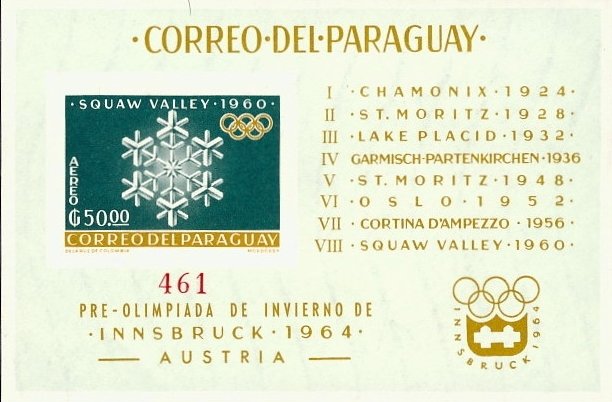 ·CORREO·DEL·PARAGUAY·
·SQUAW VALLEY·1960·
AEREO
₲50.00
CORREO DEL PARAGUAY
I · CHAMONIX · 1924 ·
II · ST. MORITZ · 1928 ·
III · LAKE PLACID · 1932 ·
IV GARMISCH-PARTENKIRCHEN·1936
V · ST. MORITZ · 1948 ·
VI · OSLO · 1952 ·
VII · CORTINA D'AMPEZZO · 1956 ·
VIII · SQUAW VALLEY · 1960 ·
461
PRE-OLIMPIADA DE INVIERNO DE
·INNSBRUCK·1964·
— AUSTRIA —
INNSBRUCK 1964